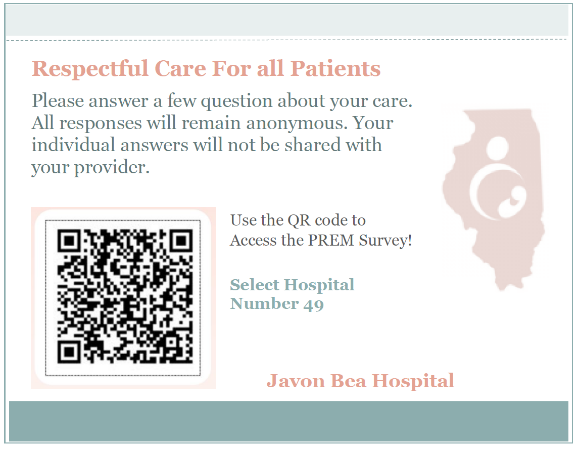 Respectful Care For all Patients
Please answer a few question about your care.
All responses will remain anonymous. Your
individual answers will not be shared with
your provider.
Use the QR code to
Access the PREM Survey!
Select Hospital
Number 49
Javon Bea Hospital